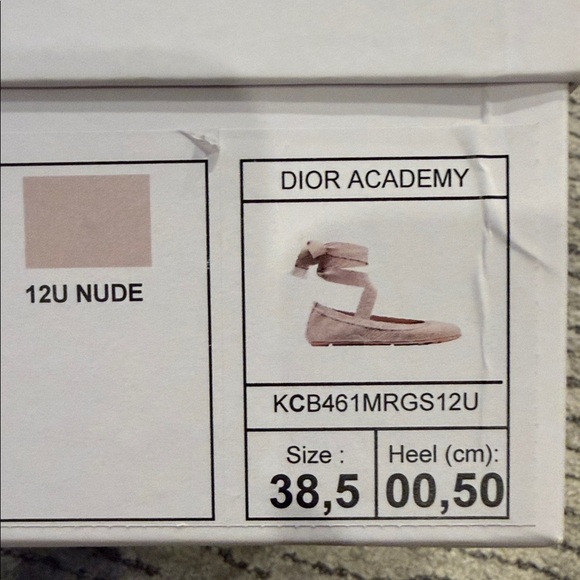 12U NUDE
DIOR ACADEMY
KCB461MRGS12U
Size :
38,5
Heel (cm):
00,50